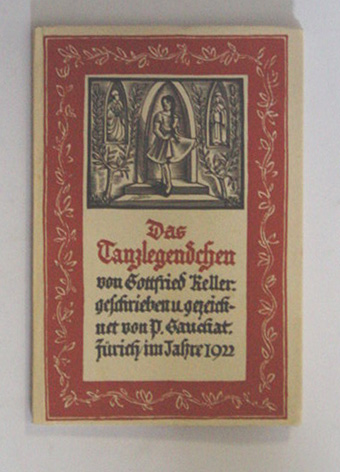 Das
Tanzlegendchen
von Gottfried Keller.
geschrieben u. gezeich-
net von P. Gauchat.
Zürich im Jahre 1922